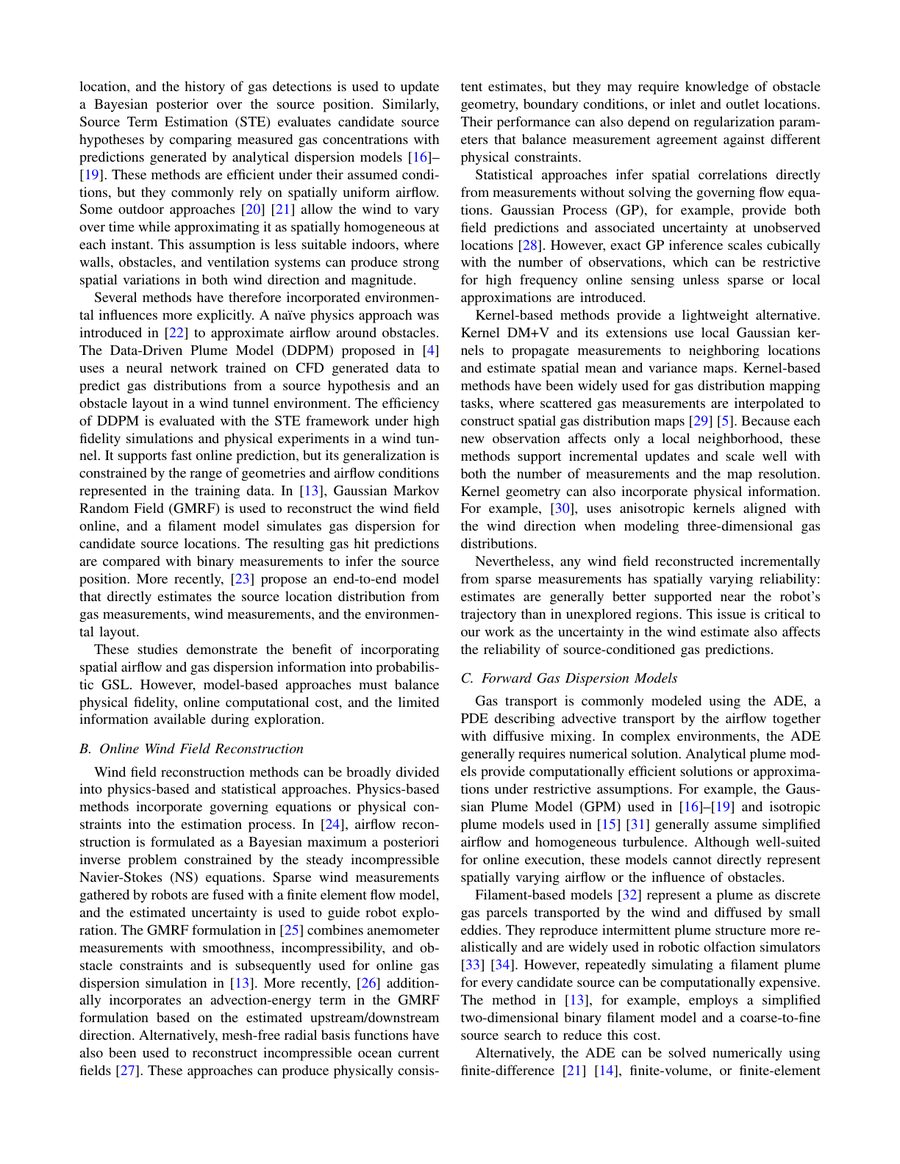 location, and the history of gas detections is used to update
a Bayesian posterior over the source position. Similarly,
Source Term Estimation (STE) evaluates candidate source
hypotheses by comparing measured gas concentrations with
predictions generated by analytical dispersion models [16]–
[19]. These methods are efficient under their assumed condi-
tions, but they commonly rely on spatially uniform airflow.
Some outdoor approaches [20] [21] allow the wind to vary
over time while approximating it as spatially homogeneous at
each instant. This assumption is less suitable indoors, where
walls, obstacles, and ventilation systems can produce strong
spatial variations in both wind direction and magnitude.
Several methods have therefore incorporated environmen-
tal influences more explicitly. A naïve physics approach was
introduced in [22] to approximate airflow around obstacles.
The Data-Driven Plume Model (DDPM) proposed in [4]
uses a neural network trained on CFD generated data to
predict gas distributions from a source hypothesis and an
obstacle layout in a wind tunnel environment. The efficiency
of DDPM is evaluated with the STE framework under high
fidelity simulations and physical experiments in a wind tun-
nel. It supports fast online prediction, but its generalization is
constrained by the range of geometries and airflow conditions
represented in the training data. In [13], Gaussian Markov
Random Field (GMRF) is used to reconstruct the wind field
online, and a filament model simulates gas dispersion for
candidate source locations. The resulting gas hit predictions
are compared with binary measurements to infer the source
position. More recently, [23] propose an end-to-end model
that directly estimates the source location distribution from
gas measurements, wind measurements, and the environmen-
tal layout.
These studies demonstrate the benefit of incorporating
spatial airflow and gas dispersion information into probabilis-
tic GSL. However, model-based approaches must balance
physical fidelity, online computational cost, and the limited
information available during exploration.
B. Online Wind Field Reconstruction
Wind field reconstruction methods can be broadly divided
into physics-based and statistical approaches. Physics-based
methods incorporate governing equations or physical con-
straints into the estimation process. In [24], airflow recon-
struction is formulated as a Bayesian maximum a posteriori
inverse problem constrained by the steady incompressible
Navier-Stokes (NS) equations. Sparse wind measurements
gathered by robots are fused with a finite element flow model,
and the estimated uncertainty is used to guide robot explo-
ration. The GMRF formulation in [25] combines anemometer
measurements with smoothness, incompressibility, and ob-
stacle constraints and is subsequently used for online gas
dispersion simulation in [13]. More recently, [26] addition-
ally incorporates an advection-energy term in the GMRF
formulation based on the estimated upstream/downstream
direction. Alternatively, mesh-free radial basis functions have
also been used to reconstruct incompressible ocean current
fields [27]. These approaches can produce physically consis-
tent estimates, but they may require knowledge of obstacle
geometry, boundary conditions, or inlet and outlet locations.
Their performance can also depend on regularization param-
eters that balance measurement agreement against different
physical constraints.
Statistical approaches infer spatial correlations directly
from measurements without solving the governing flow equa-
tions. Gaussian Process (GP), for example, provide both
field predictions and associated uncertainty at unobserved
locations [28]. However, exact GP inference scales cubically
with the number of observations, which can be restrictive
for high frequency online sensing unless sparse or local
approximations are introduced.
Kernel-based methods provide a lightweight alternative.
Kernel DM+V and its extensions use local Gaussian ker-
nels to propagate measurements to neighboring locations
and estimate spatial mean and variance maps. Kernel-based
methods have been widely used for gas distribution mapping
tasks, where scattered gas measurements are interpolated to
construct spatial gas distribution maps [29] [5]. Because each
new observation affects only a local neighborhood, these
methods support incremental updates and scale well with
both the number of measurements and the map resolution.
Kernel geometry can also incorporate physical information.
For example, [30], uses anisotropic kernels aligned with
the wind direction when modeling three-dimensional gas
distributions.
Nevertheless, any wind field reconstructed incrementally
from sparse measurements has spatially varying reliability:
estimates are generally better supported near the robot's
trajectory than in unexplored regions. This issue is critical to
our work as the uncertainty in the wind estimate also affects
the reliability of source-conditioned gas predictions.
C. Forward Gas Dispersion Models
Gas transport is commonly modeled using the ADE, a
PDE describing advective transport by the airflow together
with diffusive mixing. In complex environments, the ADE
generally requires numerical solution. Analytical plume mod-
els provide computationally efficient solutions or approxima-
tions under restrictive assumptions. For example, the Gaus-
sian Plume Model (GPM) used in [16]–[19] and isotropic
plume models used in [15] [31] generally assume simplified
airflow and homogeneous turbulence. Although well-suited
for online execution, these models cannot directly represent
spatially varying airflow or the influence of obstacles.
Filament-based models [32] represent a plume as discrete
gas parcels transported by the wind and diffused by small
eddies. They reproduce intermittent plume structure more re-
alistically and are widely used in robotic olfaction simulators
[33] [34]. However, repeatedly simulating a filament plume
for every candidate source can be computationally expensive.
The method in [13], for example, employs a simplified
two-dimensional binary filament model and a coarse-to-fine
source search to reduce this cost.
Alternatively, the ADE can be solved numerically using
finite-difference [21] [14], finite-volume, or finite-element